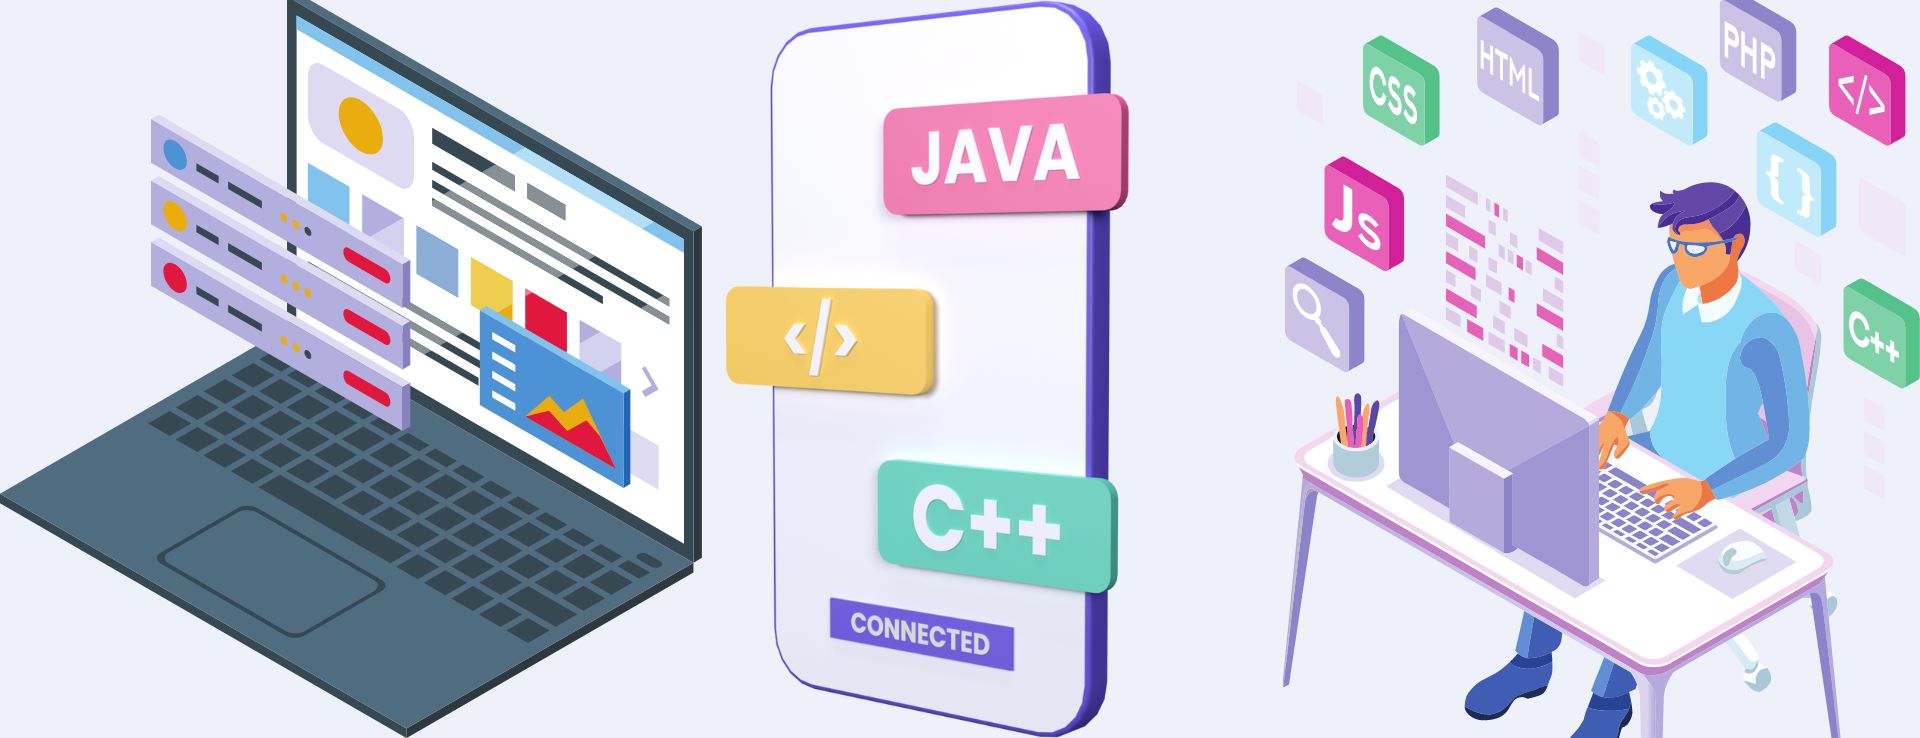 JAVA
</>
C++
CONNECTED
CSS
HTML
PHP
</>
{ }
Js
C++